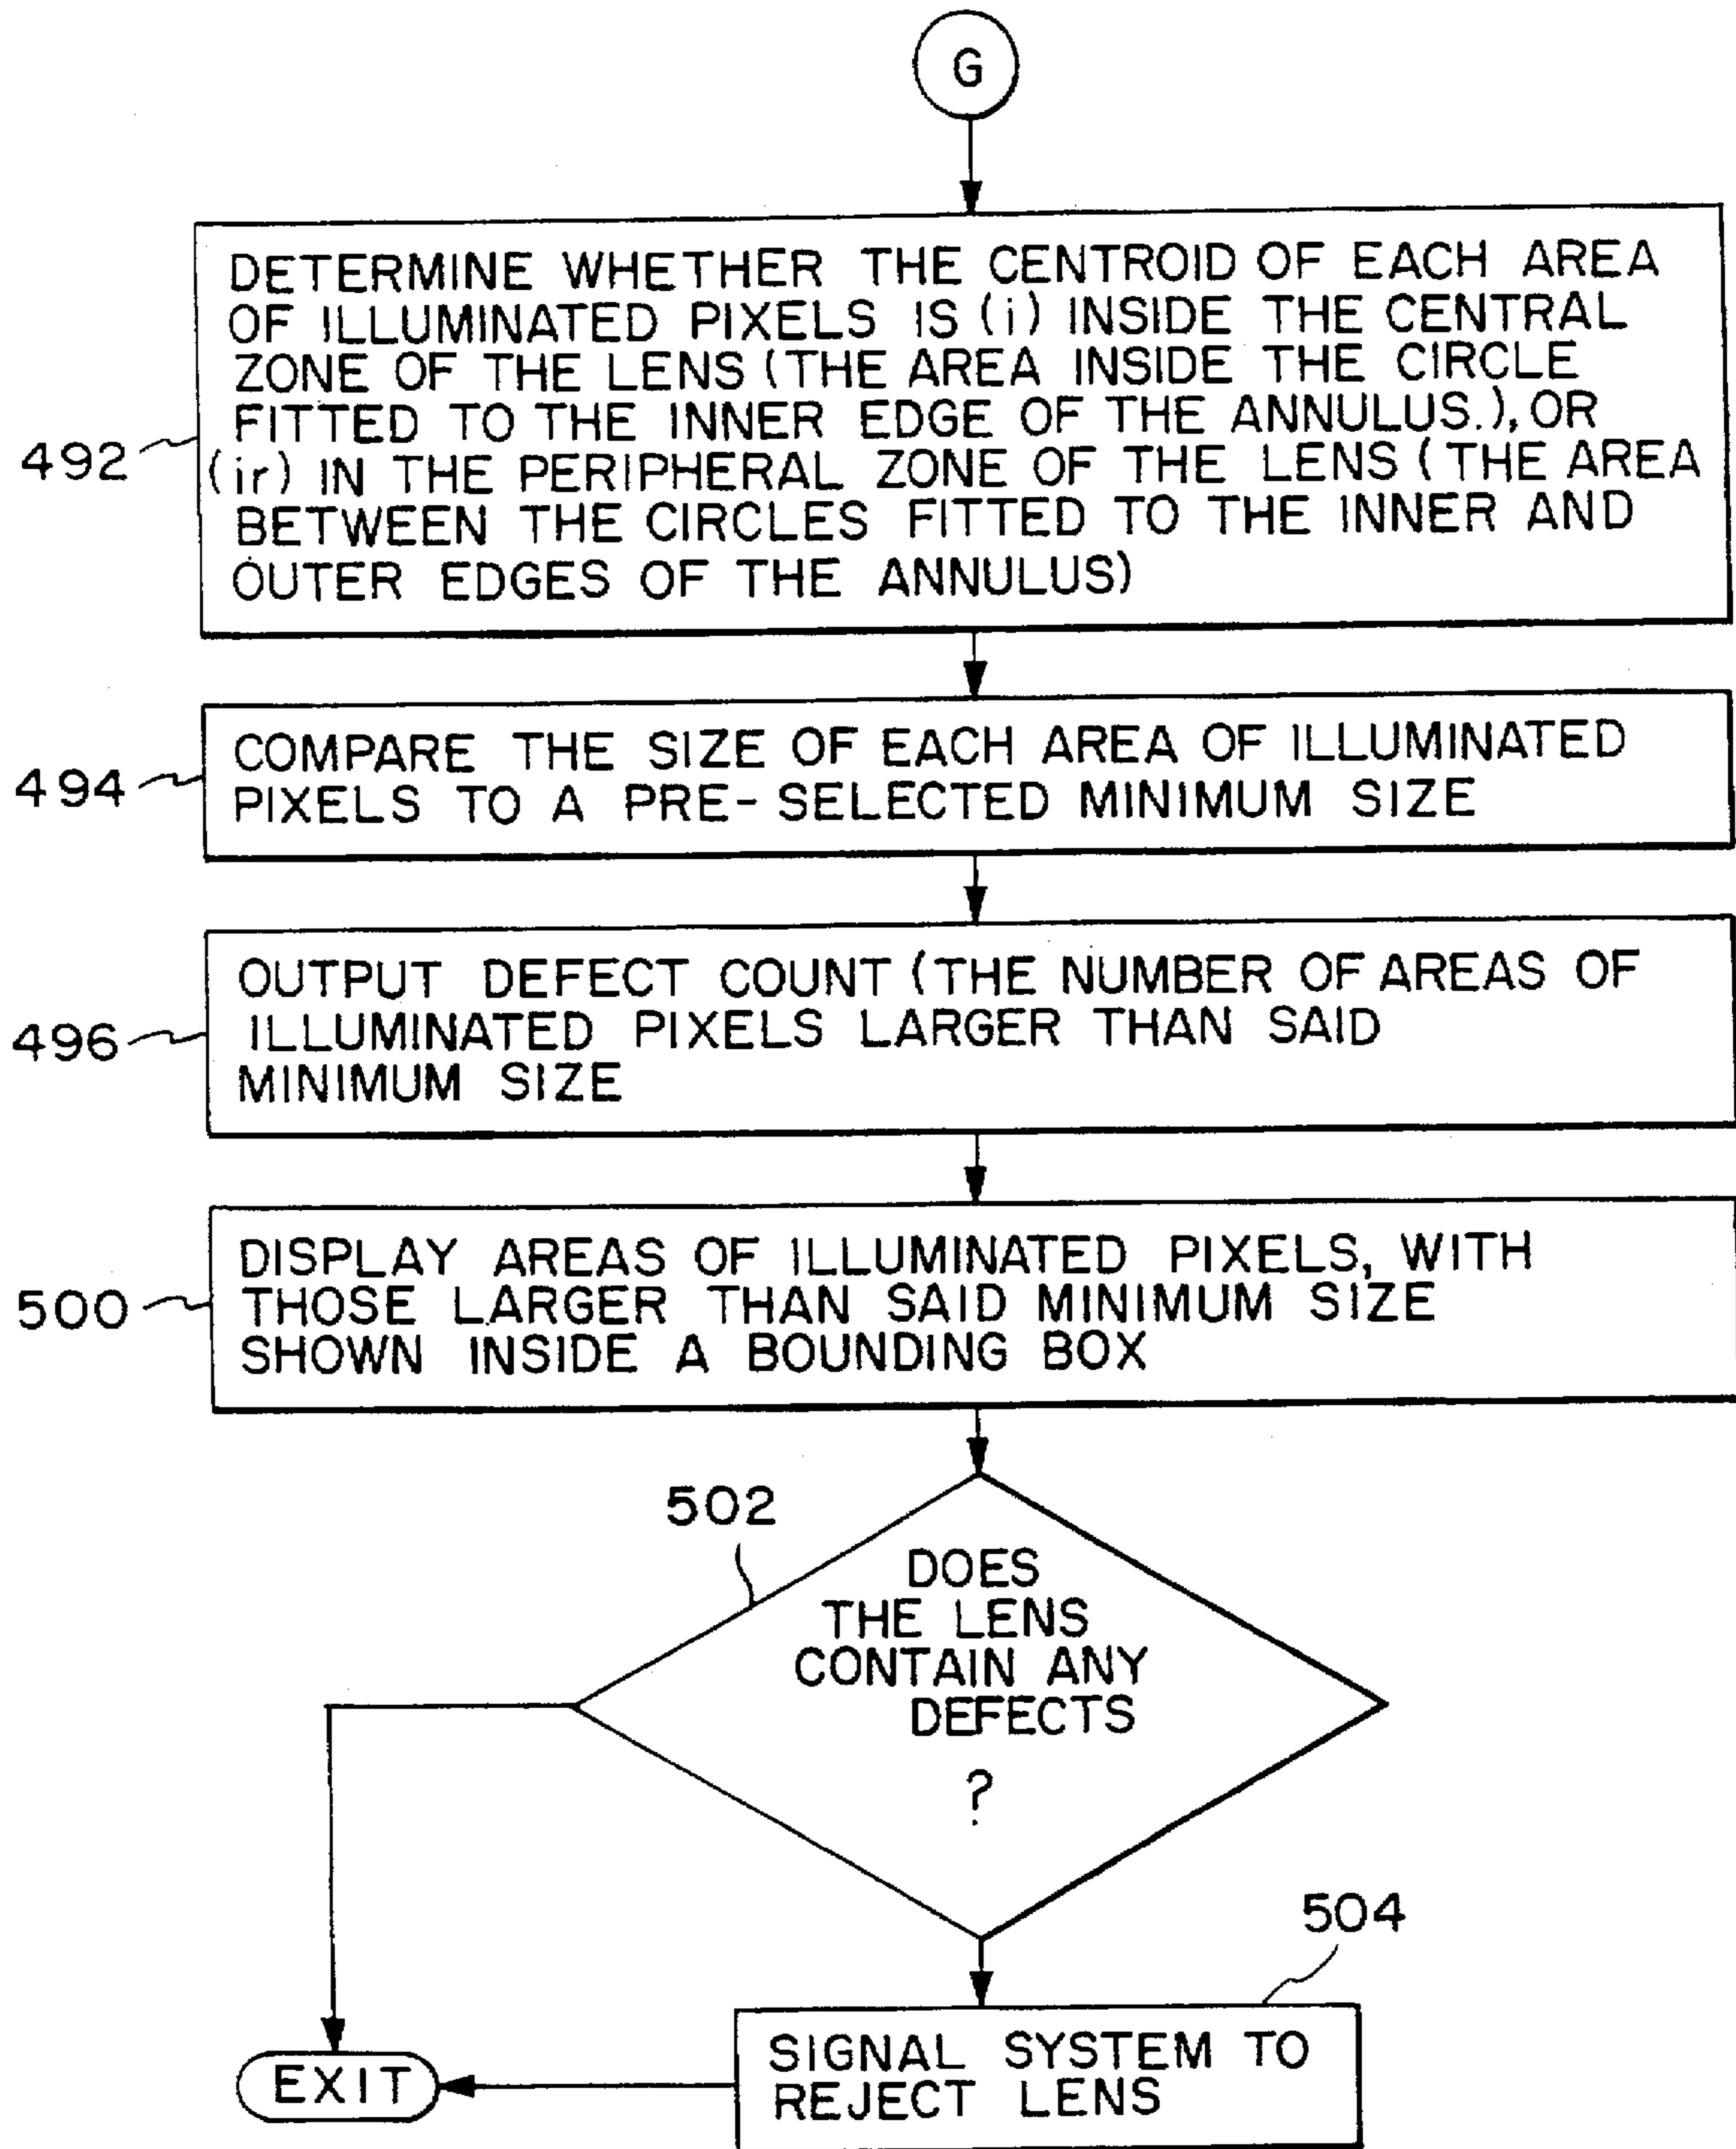 G
DETERMINE WHETHER THE CENTROID OF EACH AREA
OF ILLUMINATED PIXELS IS (i) INSIDE THE CENTRAL
ZONE OF THE LENS (THE AREA INSIDE THE CIRCLE
FITTED TO THE INNER EDGE OF THE ANNULUS.), OR
492
(ir) IN THE PERIPHERAL ZONE OF THE LENS (THE AREA
BETWEEN THE CIRCLES FITTED TO THE INNER AND
OUTER EDGES OF THE ANNULUS)
COMPARE THE SIZE OF EACH AREA OF ILLUMINATED
494
PIXELS TO A PRE-SELECTED MINIMUM SIZE
OUTPUT DEFECT COUNT (THE NUMBER OF AREAS OF
496
ILLUMINATED PIXELS LARGER THAN SAID
MINIMUM SIZE
DISPLAY AREAS OF ILLUMINATED PIXELS, WITH
500
THOSE LARGER THAN SAID MINIMUM SIZE
SHOWN INSIDE A BOUNDING BOX
502
DOES
THE LENS
CONTAIN ANY
DEFECTS
?
504
SIGNAL SYSTEM TO
REJECT LENS
EXIT